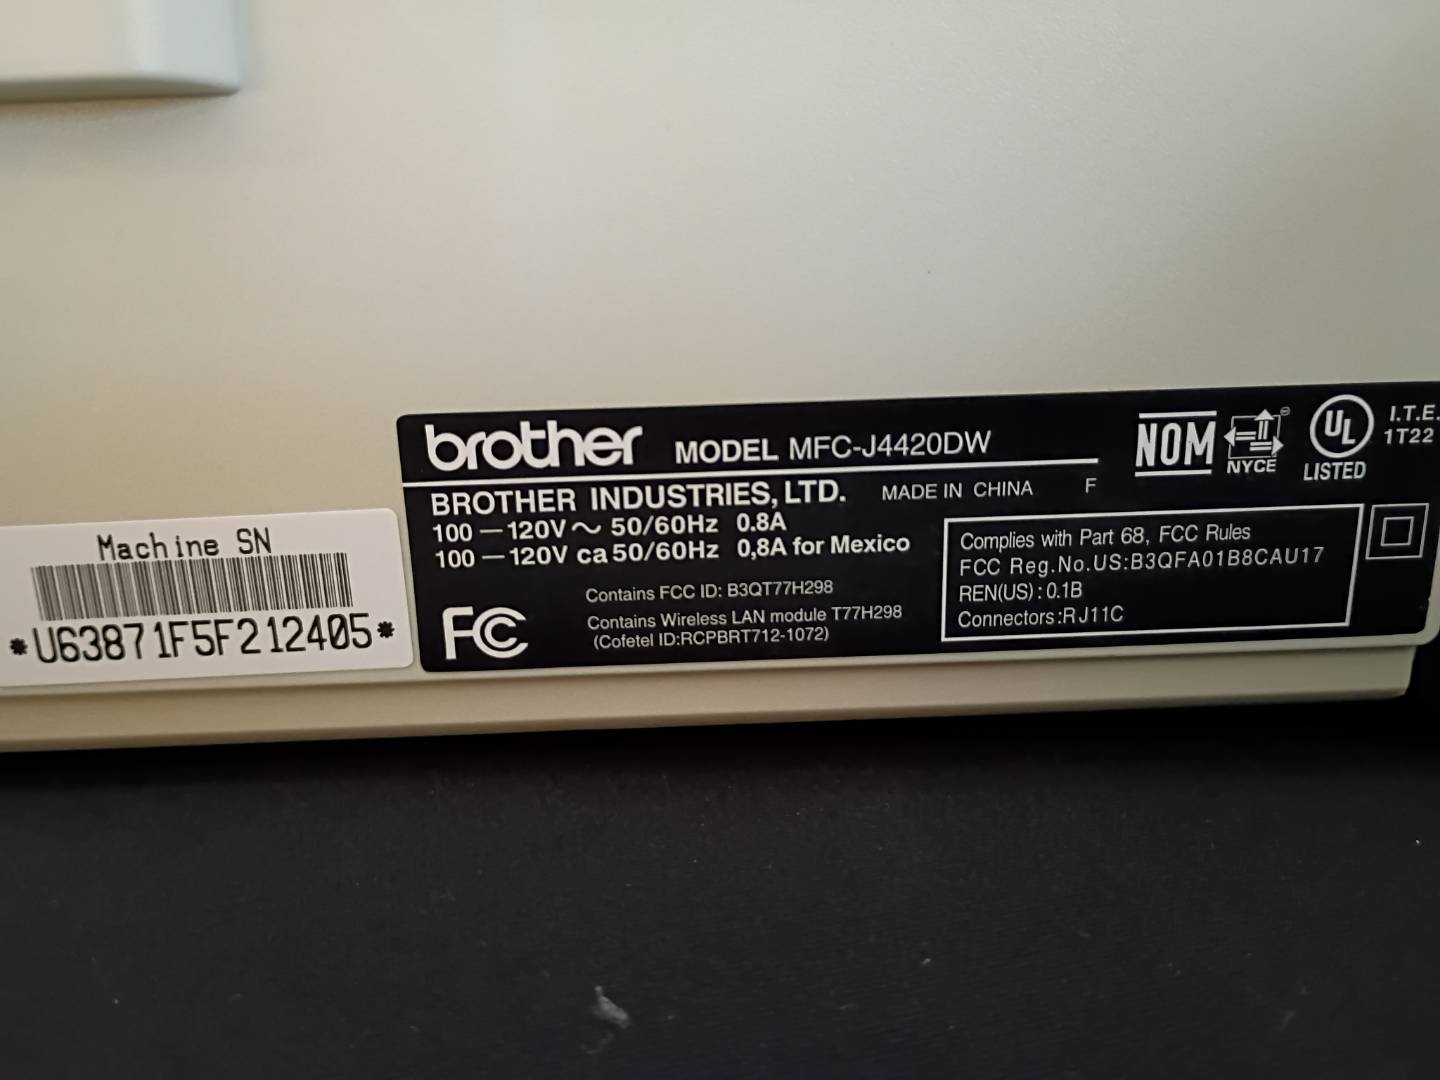 Machine SN
*U63871F5F212405*
brother MODEL MFC-J4420DW
BROTHER INDUSTRIES, LTD. MADE IN CHINA F
100 — 120V ~ 50/60Hz 0.8A
100 — 120V ca 50/60Hz 0,8A for Mexico
FC
Contains FCC ID: B3QT77H298
Contains Wireless LAN module T77H298
(Cofetel ID:RCPBRT712-1072)
NOM
NYCE
UL
LISTED
I.T.E.
1T22
Complies with Part 68, FCC Rules
FCC Reg.No.US:B3QFA01B8CAU17
REN(US) : 0.1B
Connectors:RJ11C